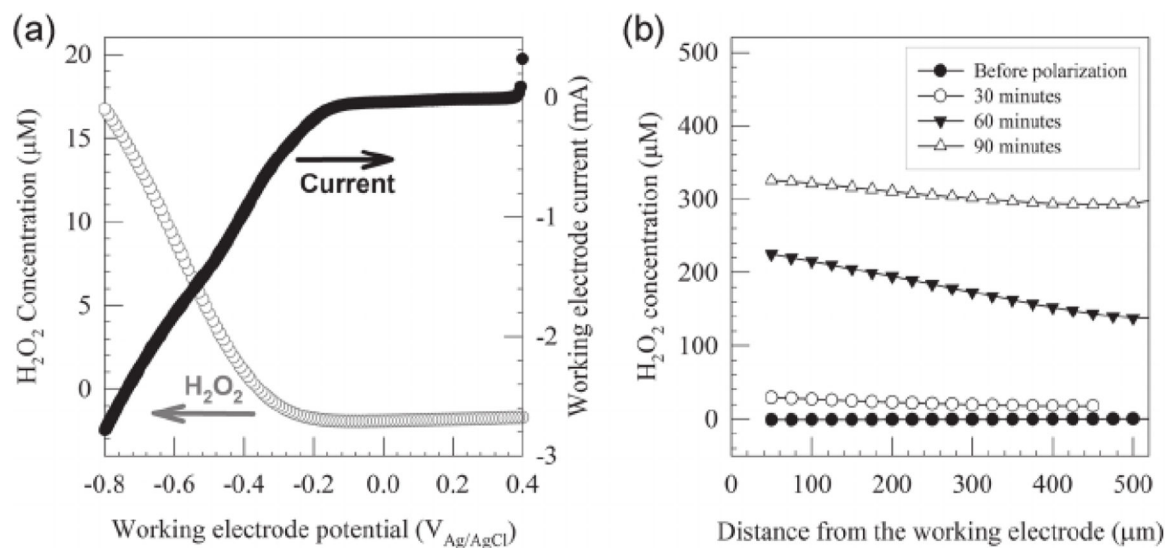 (a)
20
15
10
5
0
H₂O₂ Concentration (µM)
Current
H₂O₂
0
-1
-2
-3
Working electrode current (mA)
-0.8 -0.6 -0.4 -0.2 0.0 0.2 0.4
Working electrode potential (V_Ag/AgCl)
(b)
500
400
300
200
100
0
H₂O₂ concentration (µM)
Before polarization
30 minutes
60 minutes
90 minutes
0 100 200 300 400 500
Distance from the working electrode (µm)